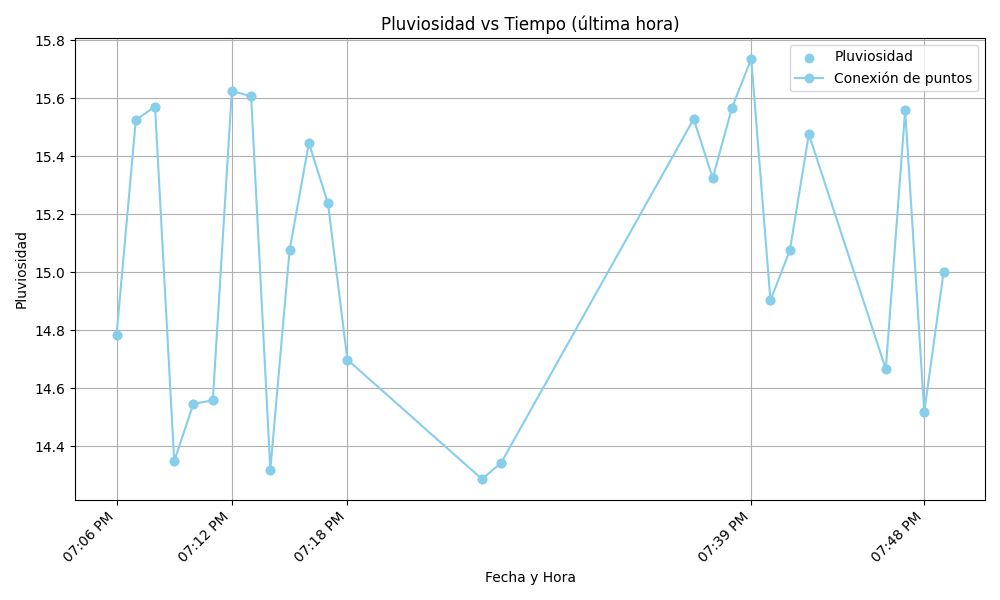 Pluviosidad vs Tiempo (última hora)
Pluviosidad
Conexión de puntos
Pluviosidad
15.8
15.6
15.4
15.2
15.0
14.8
14.6
14.4
07:06 PM
07:12 PM
07:18 PM
07:39 PM
07:48 PM
Fecha y Hora